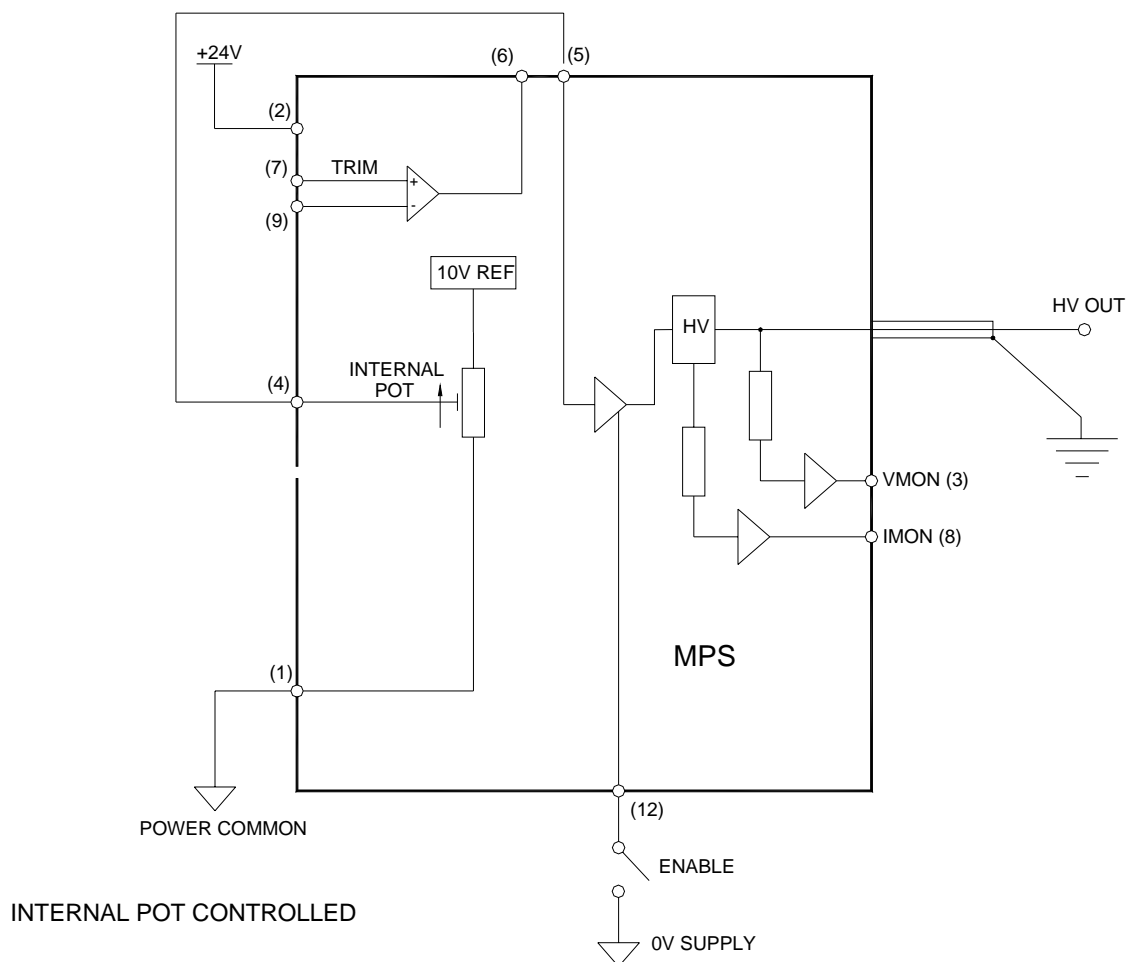 +24V
(6)
(5)
(2)
(7)
TRIM
+
(9)
-
10V REF
HV
HV OUT
INTERNAL
POT
(4)
VMON (3)
IMON (8)
MPS
(1)
POWER COMMON
(12)
ENABLE
INTERNAL POT CONTROLLED
0V SUPPLY